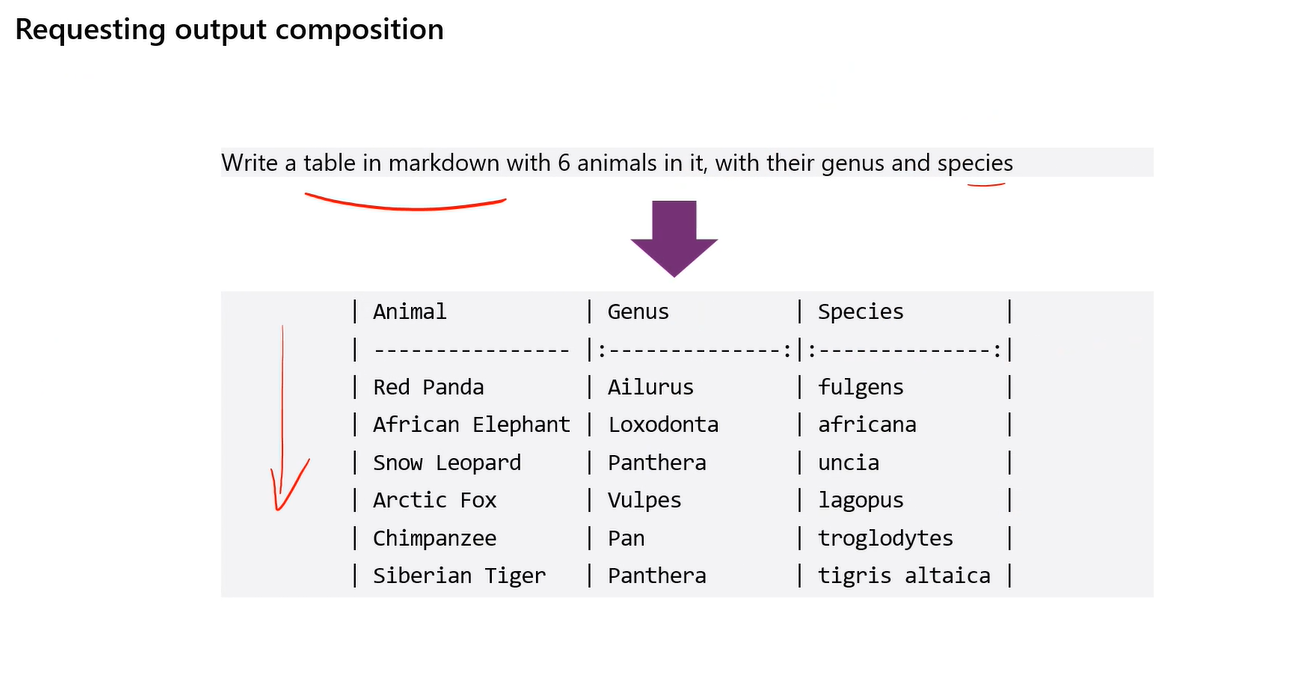 Requesting output composition
Write a table in markdown with 6 animals in it, with their genus and species
| Animal           | Genus          | Species        |
| ---------------- |:--------------:|:--------------:|
| Red Panda        | Ailurus        | fulgens        |
| African Elephant | Loxodonta      | africana       |
| Snow Leopard     | Panthera       | uncia          |
| Arctic Fox       | Vulpes         | lagopus        |
| Chimpanzee       | Pan            | troglodytes    |
| Siberian Tiger   | Panthera       | tigris altaica |